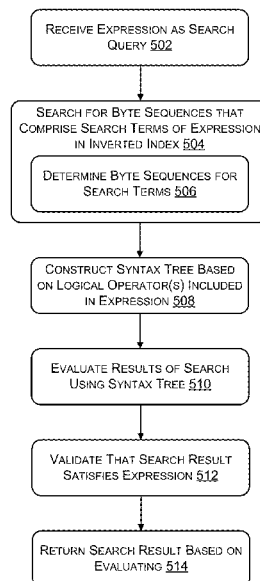 RECEIVE EXPRESSION AS SEARCH
QUERY 502
SEARCH FOR BYTE SEQUENCES THAT
COMPRISE SEARCH TERMS OF EXPRESSION
IN INVERTED INDEX 504
DETERMINE BYTE SEQUENCES FOR
SEARCH TERMS 506
CONSTRUCT SYNTAX TREE BASED
ON LOGICAL OPERATOR(S) INCLUDED
IN EXPRESSION 508
EVALUATE RESULTS OF SEARCH
USING SYNTAX TREE 510
VALIDATE THAT SEARCH RESULT
SATISFIES EXPRESSION 512
RETURN SEARCH RESULT BASED ON
EVALUATING 514